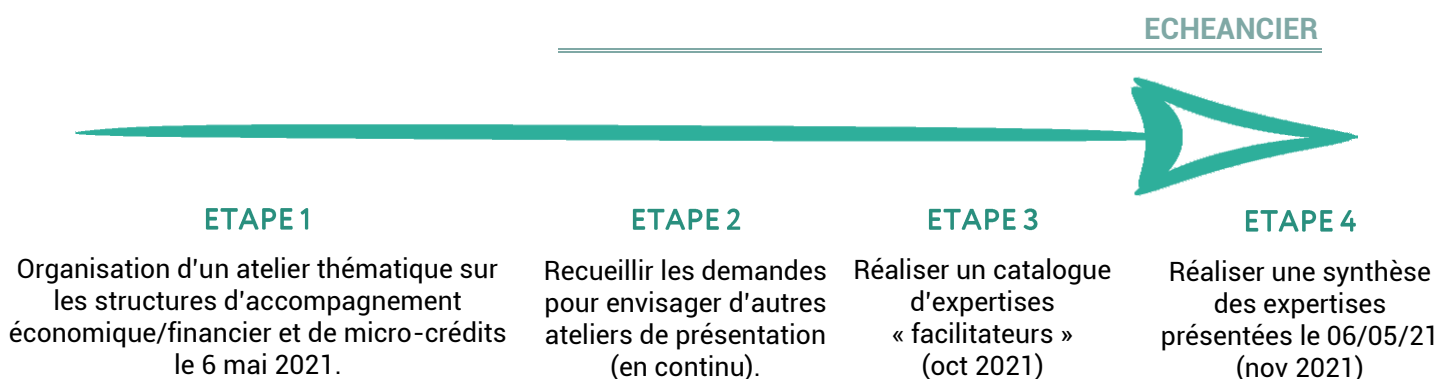 ECHEANCIER
ETAPE 1
Organisation d'un atelier thématique sur
les structures d'accompagnement
économique/financier et de micro-crédits
le 6 mai 2021.
ETAPE 2
Recueillir les demandes
pour envisager d'autres
ateliers de présentation
(en continu).
ETAPE 3
Réaliser un catalogue
d'expertises
« facilitateurs »
(oct 2021)
ETAPE 4
Réaliser une synthèse
des expertises
présentées le 06/05/21
(nov 2021)